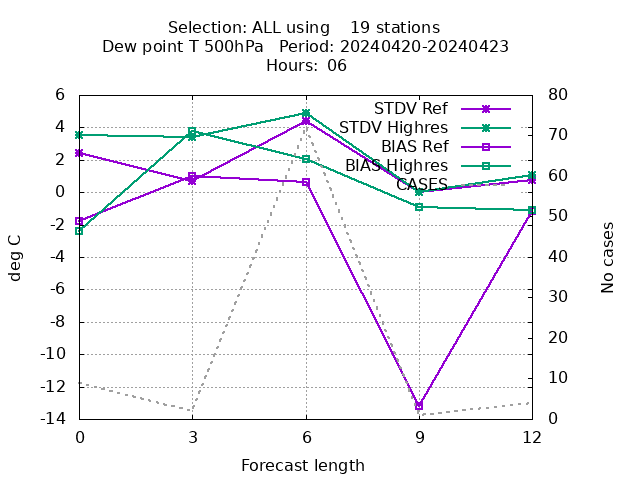 Selection: ALL using    19 stations
Dew point T 500hPa   Period: 20240420-20240423
Hours: 06
STDV Ref
STDV Highres
BIAS Ref
BIAS Highres
CASES
6
4
2
0
-2
-4
-6
-8
-10
-12
-14
deg C
80
70
60
50
40
30
20
10
0
No cases
0 3 6 9 12
Forecast length